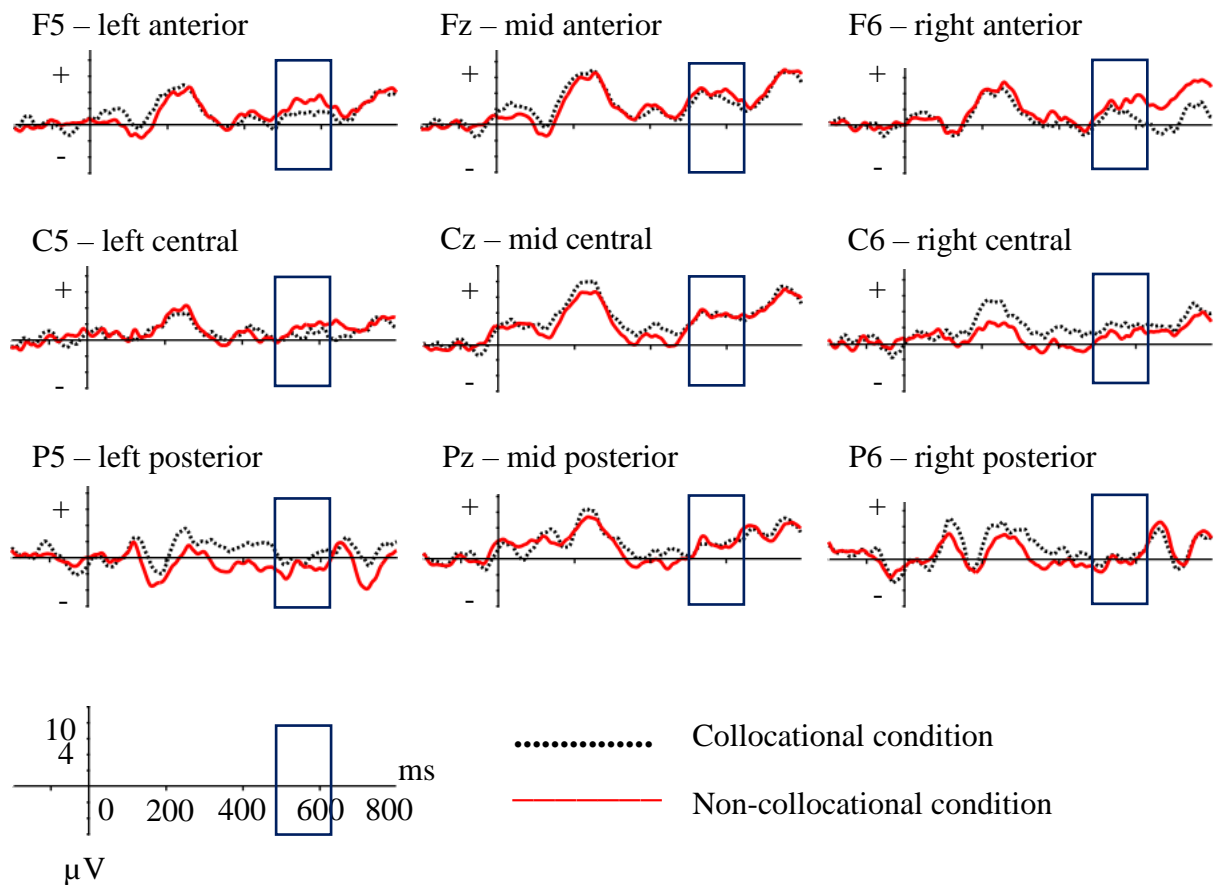 F5 – left anterior
Fz – mid anterior
F6 – right anterior
+
+
+
-
-
-
C5 – left central
Cz – mid central
C6 – right central
+
+
+
-
-
-
P5 – left posterior
Pz – mid posterior
P6 – right posterior
+
+
+
-
-
-
10
4
ms
0 200 400 600 800
µV
Collocational condition
Non-collocational condition